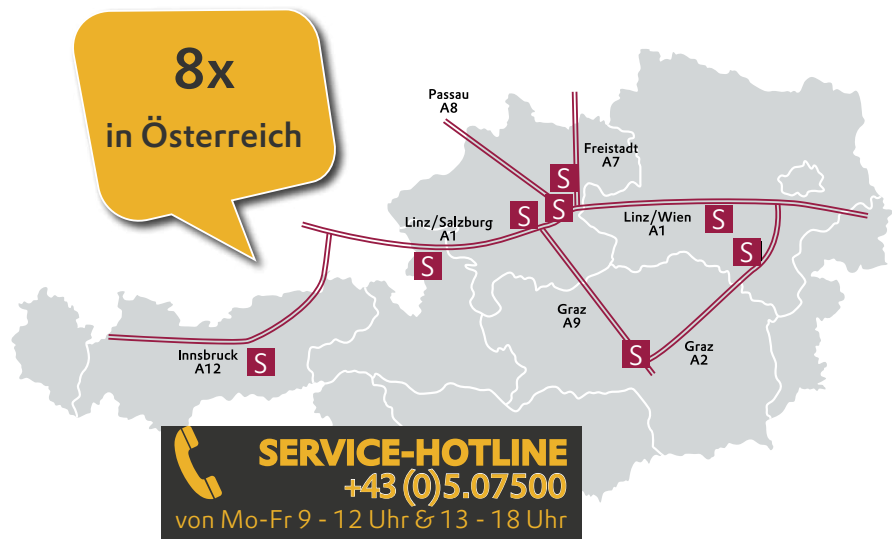 8x
in Österreich
Passau
A8
Freistadt
A7
S
S
S
Linz/Salzburg
A1
S
Linz/Wien
A1
S
S
Graz
A9
S
Graz
A2
Innsbruck
A12
S
SERVICE-HOTLINE
+43 (0)5.07500
von Mo-Fr 9 - 12 Uhr & 13 - 18 Uhr